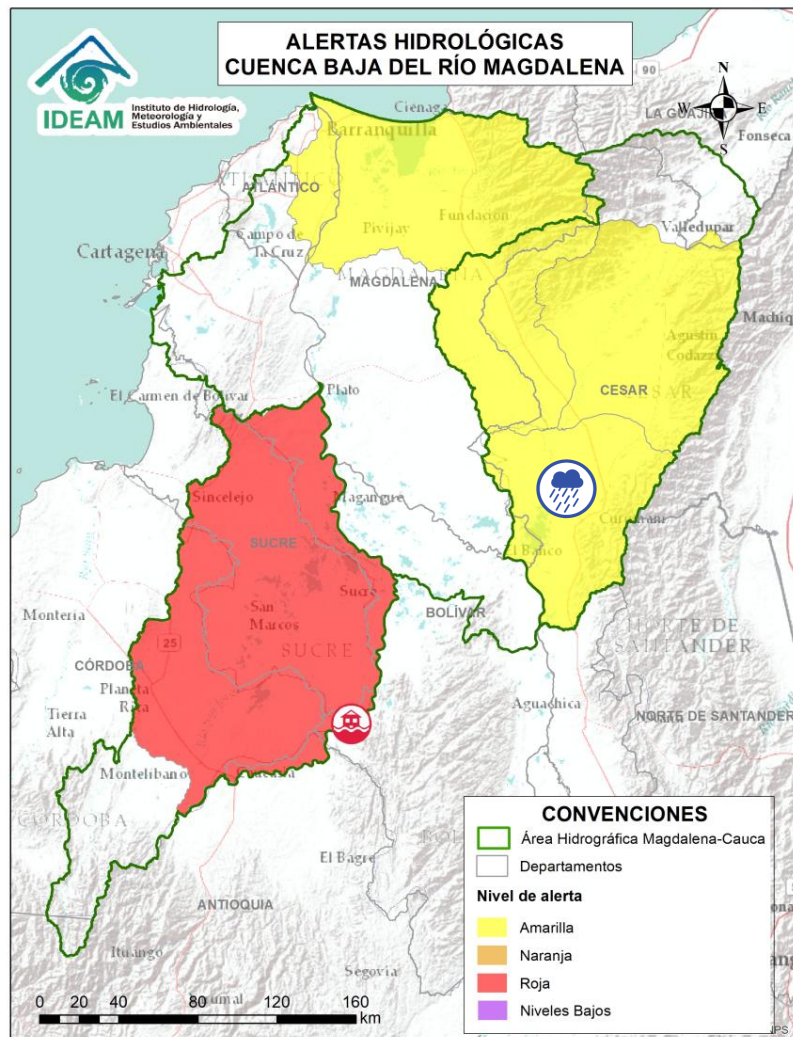 ALERTAS HIDROLÓGICAS
CUENCA BAJA DEL RÍO MAGDALENA
IDEAM
Instituto de Hidrología,
Meteorología y
Estudios Ambientales
90
N
W
E
S
LA GUAJIRA
Fonseca
Ciénaga
Barranquilla
ATLÁNTICO
Valledupar
Pivijay
Fundación
Cartagena
Campo de
la Cruz
MAGDALENA
MAGDALENA
Machiq
Agustín
Codazzi
CESAR
El Carmen de Bolívar
Plato
Sincelejo
Magangué
SUCRE
El Banco
Sucre
San
Marcos
BOLÍVAR
Montería
25
SUCRE
NORTE DE
SANTANDER
CÓRDOBA
Planeta
Rica
Tierra
Alta
Aguachica
NORTE DE SANTANDER
Montelíbano
CÓRDOBA
El Bagre
ANTIOQUIA
Ituango
Segovia
0 20 40 80 120 160
km
CONVENCIONES
Área Hidrográfica Magdalena-Cauca
Departamentos
Nivel de alerta
Amarilla
Naranja
Roja
Niveles Bajos